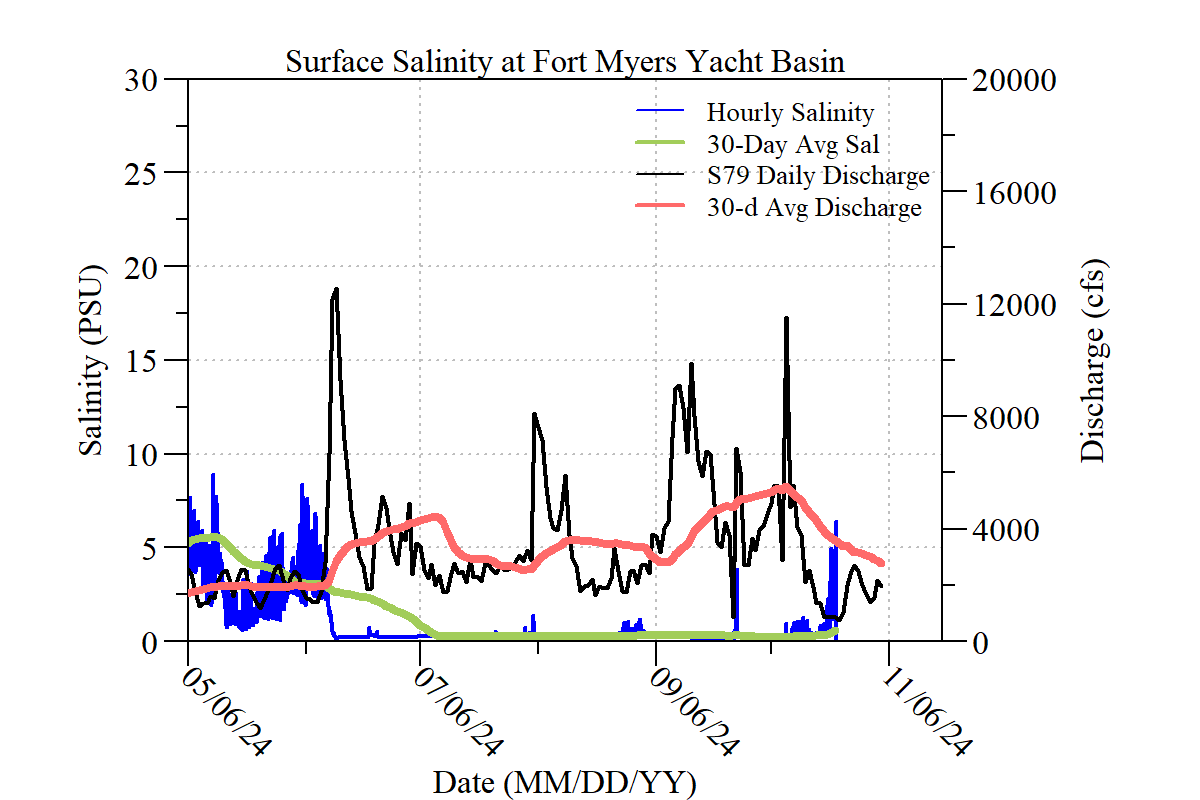 Surface Salinity at Fort Myers Yacht Basin
30
25
20
15
10
5
0
Salinity (PSU)
Hourly Salinity
30-Day Avg Sal
S79 Daily Discharge
30-d Avg Discharge
20000
16000
12000
8000
4000
0
Discharge (cfs)
05/06/24
07/06/24
09/06/24
11/06/24
Date (MM/DD/YY)